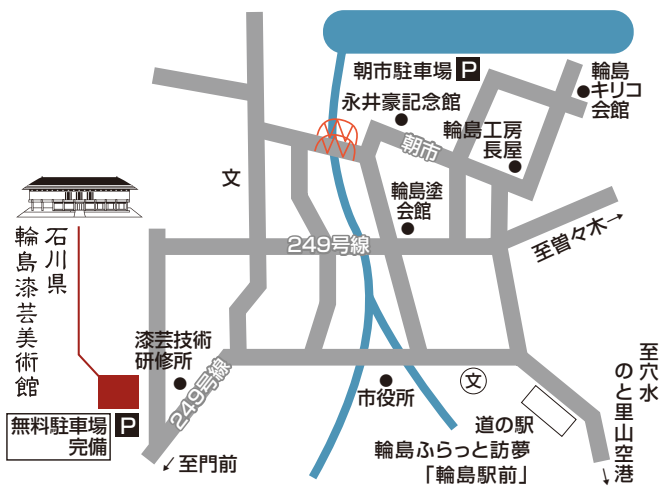 朝市駐車場 P
輪島
キリコ
会館
永井豪記念館
輪島工房
長屋
朝市
文
輪島塗
会館
至曽々木→
249号線
石川県
輪島漆芸美術館
漆芸技術
研修所
249号線
無料駐車場
完備
P
↙至門前
市役所
文
道の駅
輪島ふらっと訪夢
「輪島駅前」
至穴水
のと里山空港→